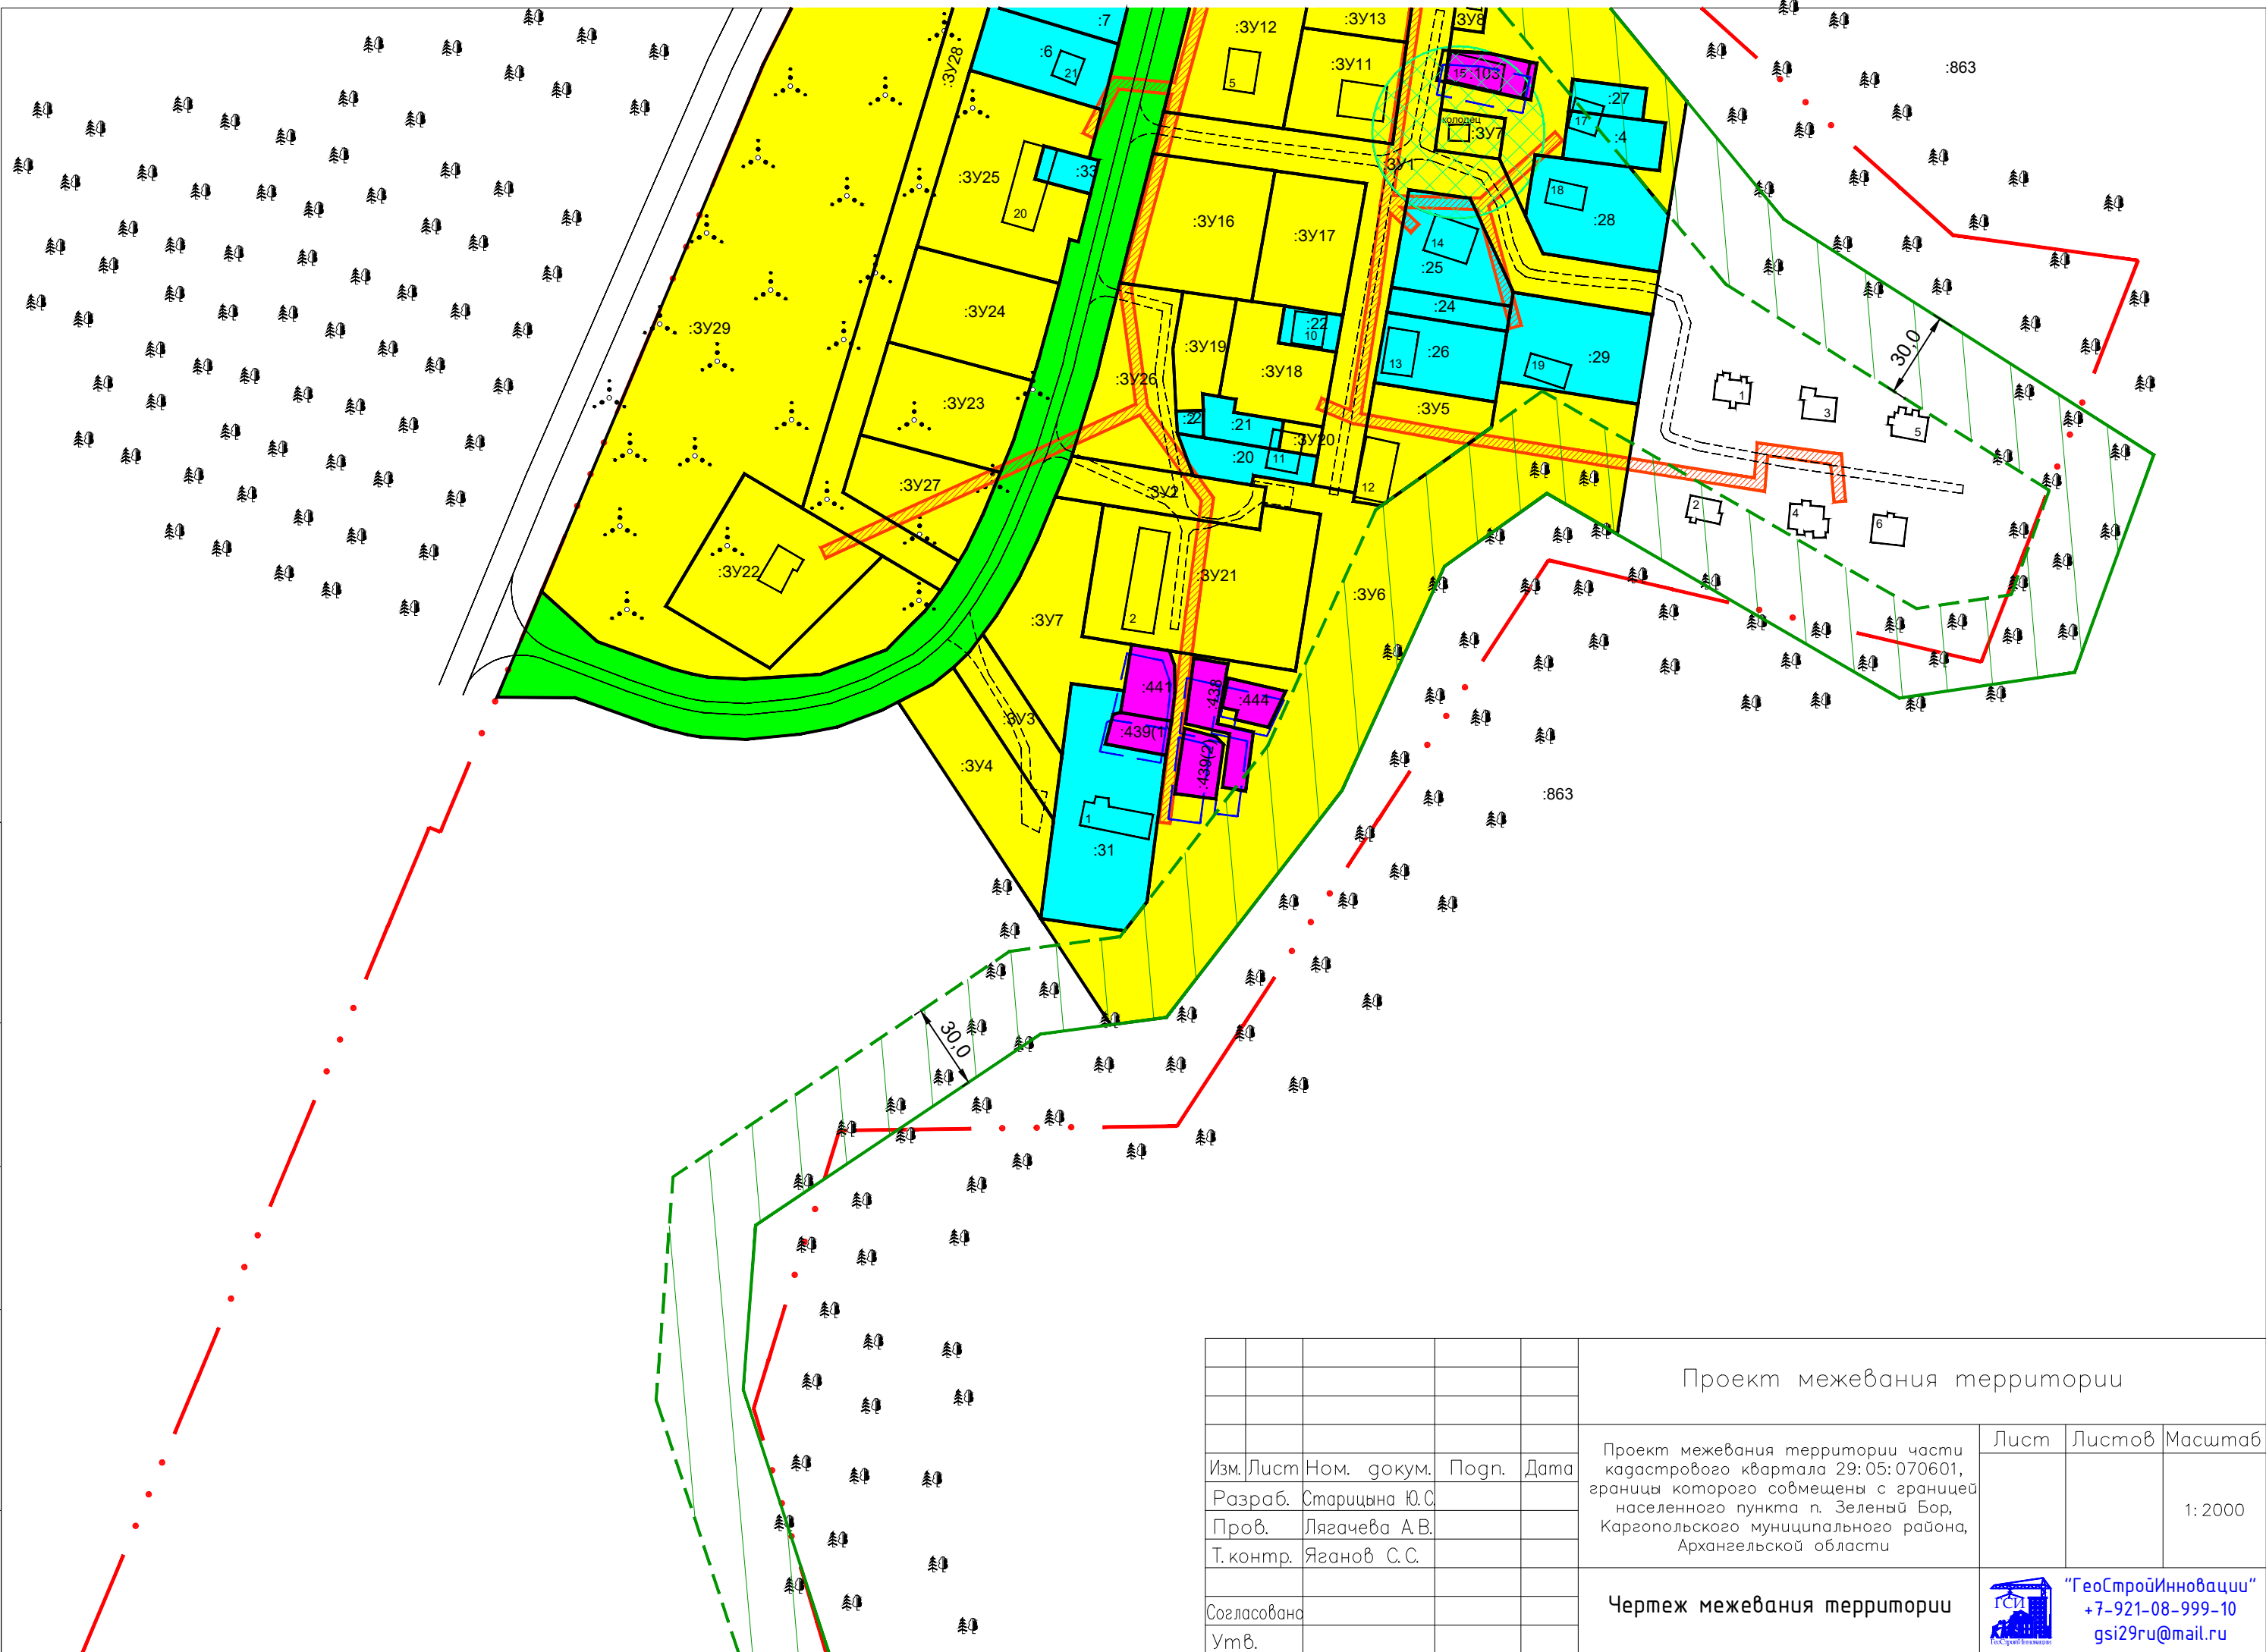 :7
:6
21
:ЗУ28
:ЗУ12
5
:ЗУ13
:ЗУ11
:ЗУ8
15
:103
колодец
:ЗУ7
:ЗУ1
:27
17
:4
18
:28
:863
:ЗУ25
20
:33
:ЗУ16
:ЗУ17
14
:25
:24
:26
13
:29
19
:ЗУ29
:ЗУ24
:ЗУ19
:22
10
:ЗУ18
:ЗУ26
:ЗУ23
:22
:21
:ЗУ20
:20
11
:ЗУ5
12
30,0
1
3
5
2
4
6
:ЗУ27
:ЗУ2
:ЗУ22
2
:ЗУ21
:ЗУ7
:ЗУ6
:441
:438
:444
:439(1)
:439(2)
:ЗУ3
:ЗУ4
1
:31
:863
30,0
Проект межевания территории
Изм. Лист Ном. докум. Подп. Дата
Разраб. Старицына Ю.С.
Пров. Лягачева А.В.
Т.контр. Яганов С.С.
Согласовано
Утв.
Проект межевания территории части
кадастрового квартала 29:05:070601,
границы которого совмещены с границей
населенного пункта п. Зеленый Бор,
Каргопольского муниципального района,
Архангельской области
Лист Листов Масштаб
1:2000
Чертеж межевания территории
ГСИ
ГеоСтройИнновации
"ГеоСтройИнновации"
+7-921-08-999-10
gsi29ru@mail.ru